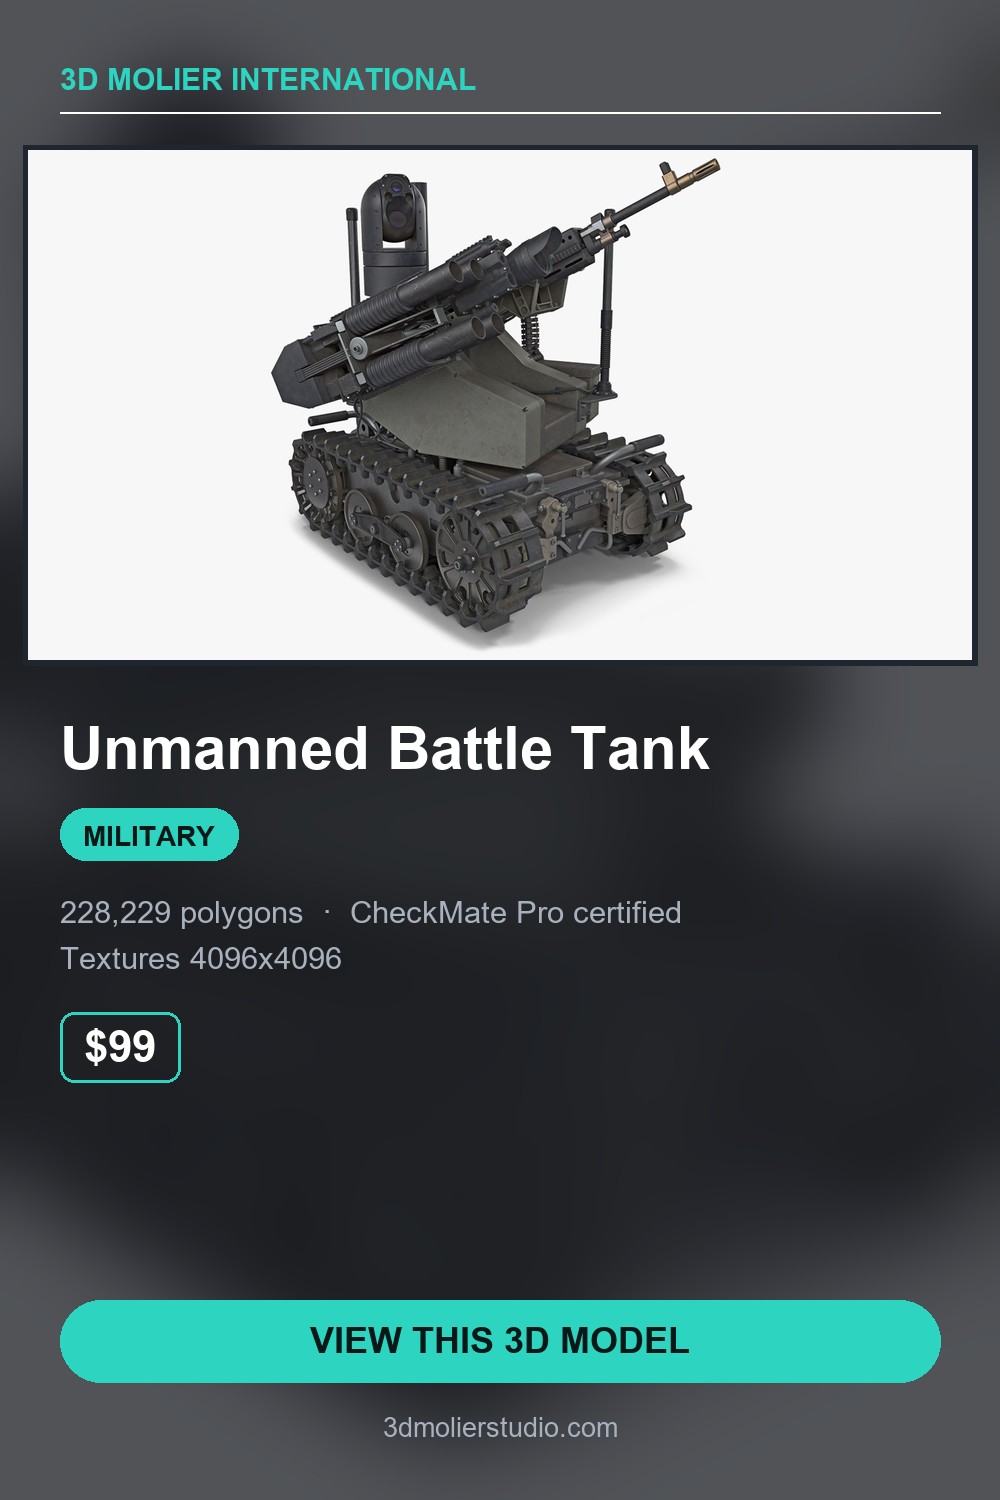 3D MOLIER INTERNATIONAL
Unmanned Battle Tank
MILITARY
228,229 polygons · CheckMate Pro certified
Textures 4096x4096
$99
VIEW THIS 3D MODEL
3dmolierstudio.com